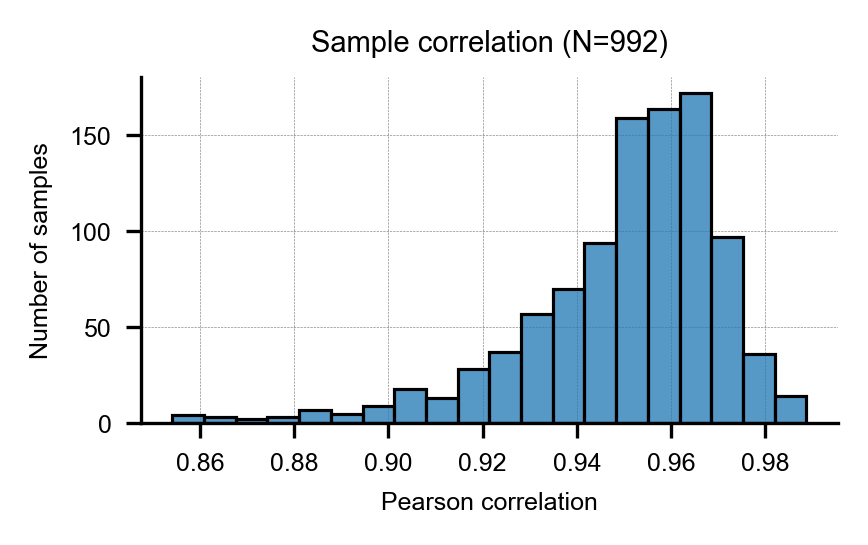 Sample correlation (N=992)
Number of samples
150
100
50
0
0.86 0.88 0.90 0.92 0.94 0.96 0.98
Pearson correlation